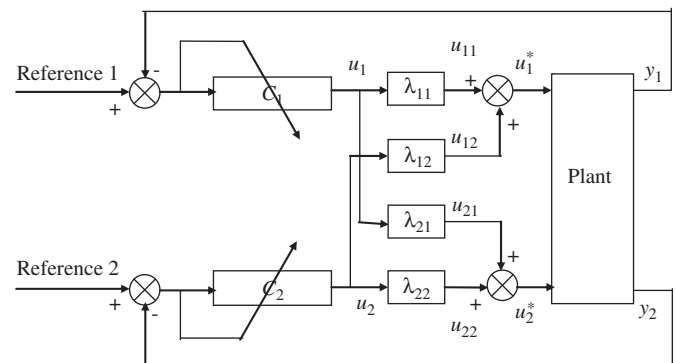 u₁₁
u₁*
y₁
Reference 1
-
+
C₁
u₁
λ₁₁
+
+
u₁₂
λ₁₂
Plant
u₂₁
λ₂₁
Reference 2
+
-
C₂
u₂
λ₂₂
+
+
u₂₂
u₂*
y₂